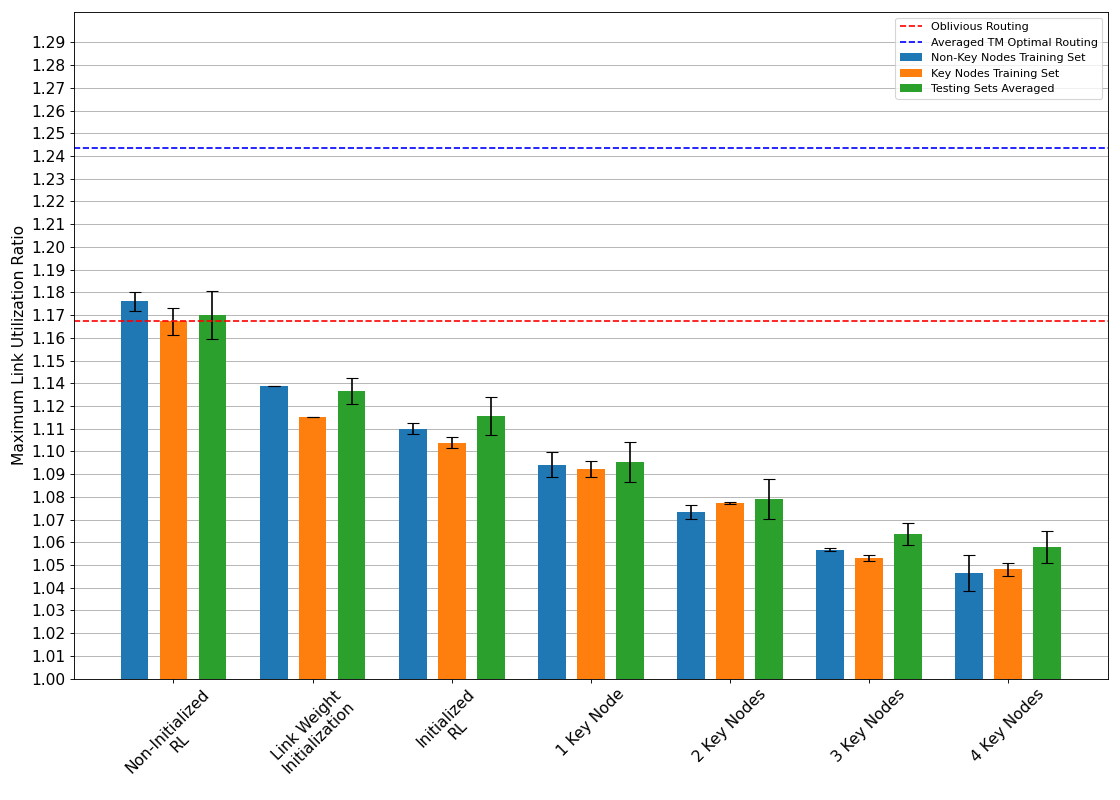 Maximum Link Utilization Ratio
1.29
1.28
1.27
1.26
1.25
1.24
1.23
1.22
1.21
1.20
1.19
1.18
1.17
1.16
1.15
1.14
1.12
1.11
1.10
1.09
1.08
1.07
1.06
1.05
1.04
1.03
1.02
1.01
1.00
Oblivious Routing
Averaged TM Optimal Routing
Non-Key Nodes Training Set
Key Nodes Training Set
Testing Sets Averaged
Non-Initialized
RL
Link Weight
Initialization
Initialized
RL
1 Key Node
2 Key Nodes
3 Key Nodes
4 Key Nodes